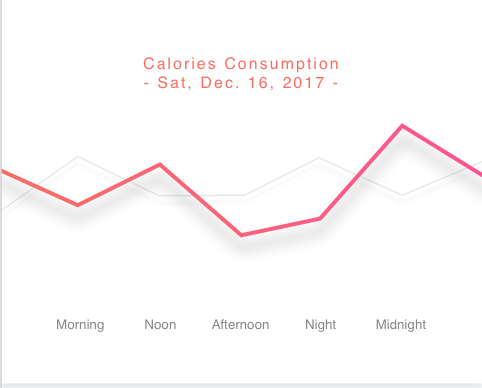 Calories Consumption
- Sat, Dec. 16, 2017 -
Morning Noon Afternoon Night Midnight